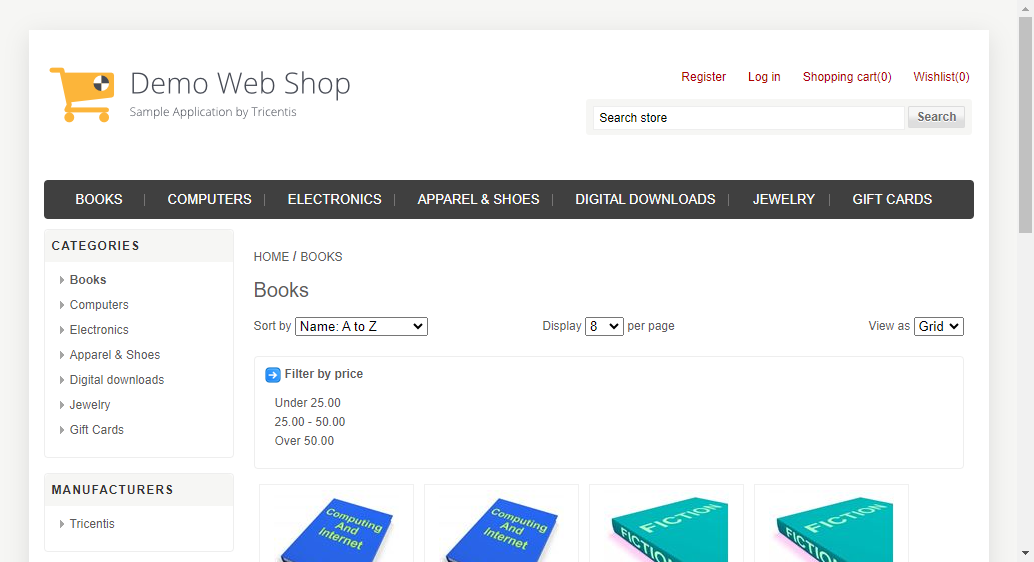 Demo Web Shop
Sample Application by Tricentis
Register Log in Shopping cart(0) Wishlist(0)
Search store Search
BOOKS COMPUTERS ELECTRONICS APPAREL & SHOES DIGITAL DOWNLOADS JEWELRY GIFT CARDS
CATEGORIES
Books
Computers
Electronics
Apparel & Shoes
Digital downloads
Jewelry
Gift Cards
MANUFACTURERS
Tricentis
HOME / BOOKS
Books
Sort by Name: A to Z Display 8 per page View as Grid
Filter by price
Under 25.00
25.00 - 50.00
Over 50.00
Computing
And
Internet
Computing
And
Internet
FICTION
FICTION
FICTION
FICTION